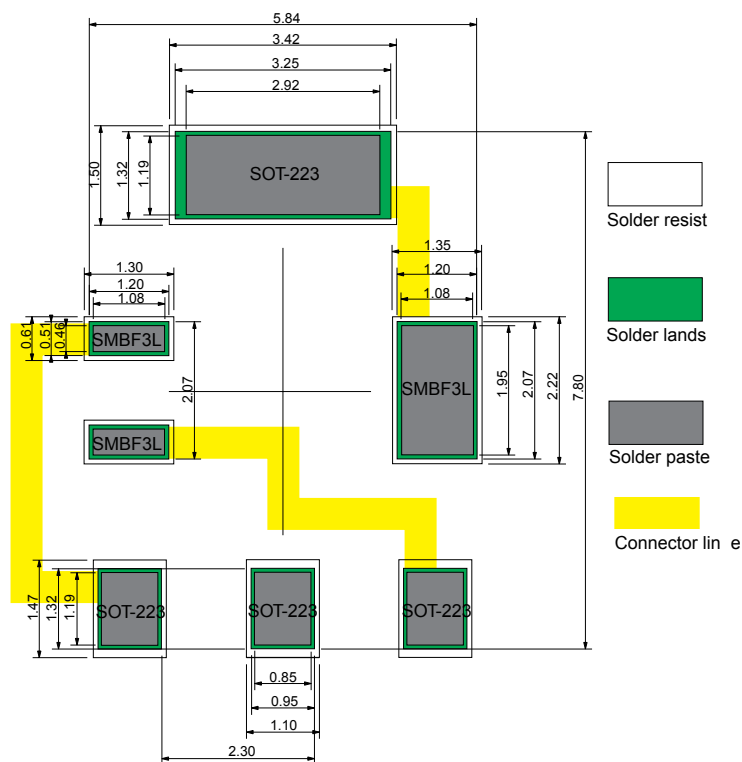 5.84
3.42
3.25
2.92
1.50
1.32
1.19
SOT-223
Solder resist
1.35
1.20
1.08
1.30
1.20
1.08
0.61
0.51
0.46
SMBF3L
Solder lands
2.07
SMBF3L
1.95
2.07
2.22
7.80
SMBF3L
Solder paste
Connector lin e
1.47
1.32
1.19
SOT-223
SOT-223
SOT-223
0.85
0.95
1.10
2.30